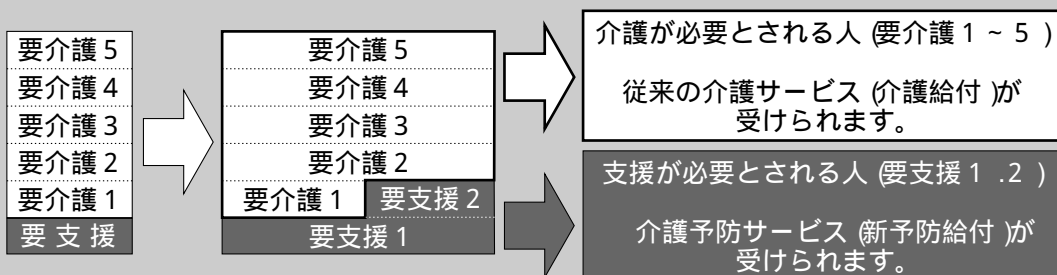 要介護5
要介護4
要介護3
要介護2
要介護1
要支援
要介護5
要介護4
要介護3
要介護2
要介護1 要支援2
要支援1
介護が必要とされる人(要介護1~5)
従来の介護サービス(介護給付)が
受けられます。
支援が必要とされる人(要支援1.2)
介護予防サービス(新予防給付)が
受けられます。